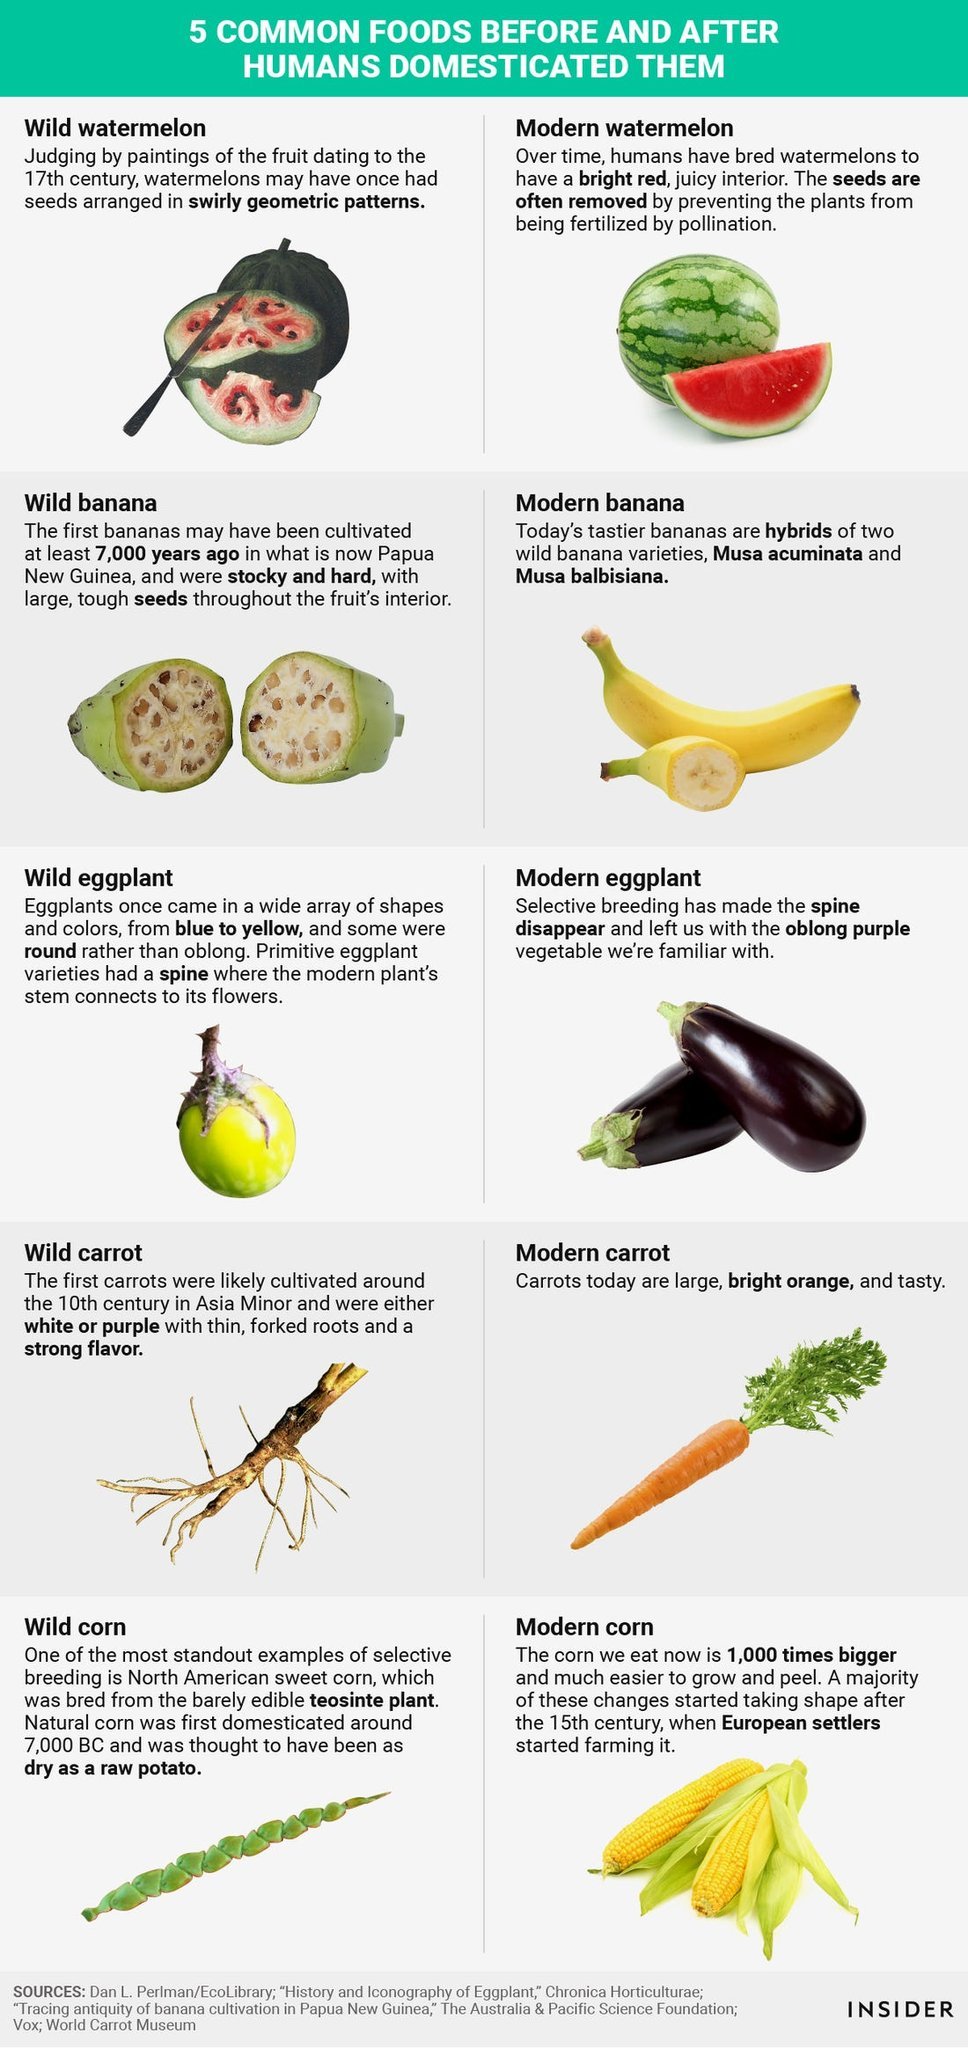 5 COMMON FOODS BEFORE AND AFTER
HUMANS DOMESTICATED THEM
Wild watermelon
Judging by paintings of the fruit dating to the
17th century, watermelons may have once had
seeds arranged in swirly geometric patterns.
Modern watermelon
Over time, humans have bred watermelons to
have a bright red, juicy interior. The seeds are
often removed by preventing the plants from
being fertilized by pollination.
Wild banana
The first bananas may have been cultivated
at least 7,000 years ago in what is now Papua
New Guinea, and were stocky and hard, with
large, tough seeds throughout the fruit's interior.
Modern banana
Today's tastier bananas are hybrids of two
wild banana varieties, Musa acuminata and
Musa balbisiana.
Wild eggplant
Eggplants once came in a wide array of shapes
and colors, from blue to yellow, and some were
round rather than oblong. Primitive eggplant
varieties had a spine where the modern plant's
stem connects to its flowers.
Modern eggplant
Selective breeding has made the spine
disappear and left us with the oblong purple
vegetable we're familiar with.
Wild carrot
The first carrots were likely cultivated around
the 10th century in Asia Minor and were either
white or purple with thin, forked roots and a
strong flavor.
Modern carrot
Carrots today are large, bright orange, and tasty.
Wild corn
One of the most standout examples of selective
breeding is North American sweet corn, which
was bred from the barely edible teosinte plant.
Natural corn was first domesticated around
7,000 BC and was thought to have been as
dry as a raw potato.
Modern corn
The corn we eat now is 1,000 times bigger
and much easier to grow and peel. A majority
of these changes started taking shape after
the 15th century, when European settlers
started farming it.
SOURCES: Dan L. Perlman/EcoLibrary; "History and Iconography of Eggplant," Chronica Horticulturae;
"Tracing antiquity of banana cultivation in Papua New Guinea," The Australia & Pacific Science Foundation;
Vox; World Carrot Museum
INSIDER